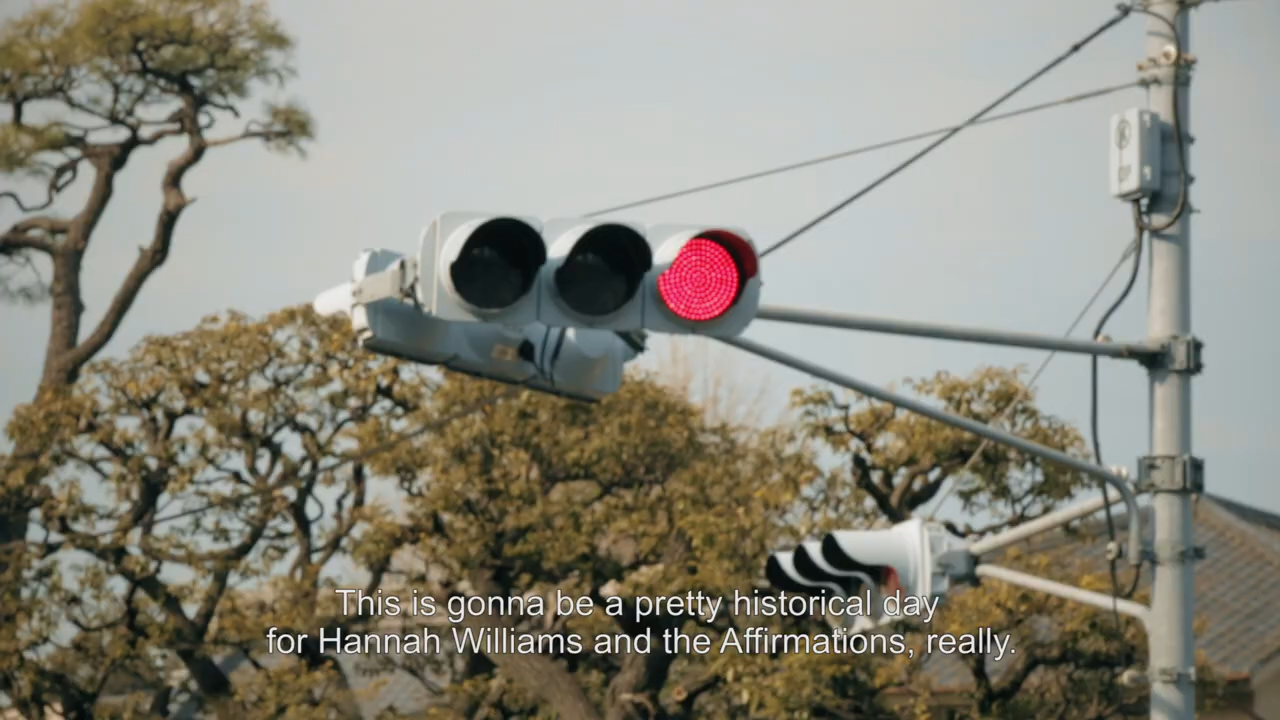 This is gonna be a pretty historical day
for Hannah Williams and the Affirmations, really.